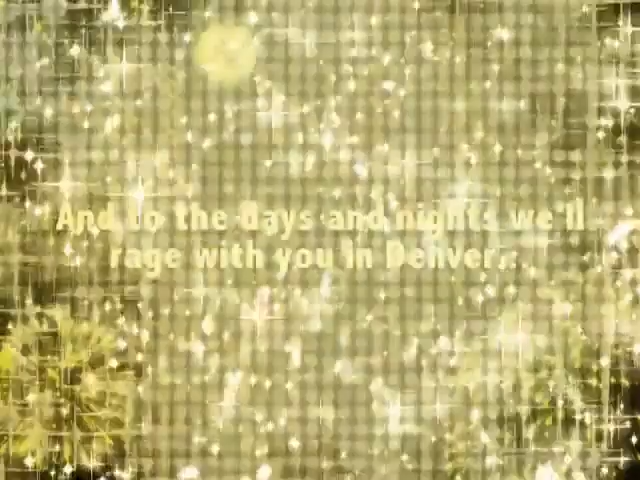 And to the days and nights we'll
rage with you in Denver...